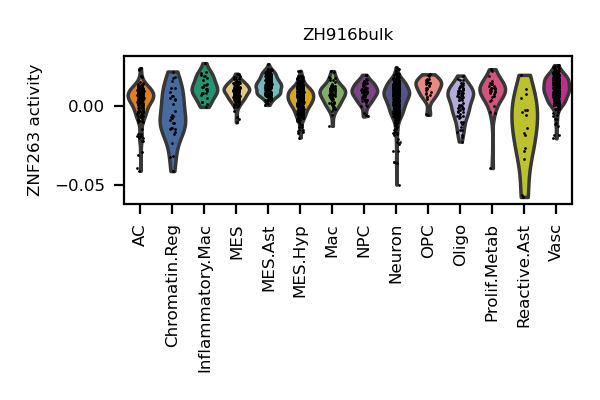 ZH916bulk
ZNF263 activity
0.00
−0.05
AC
Chromatin.Reg
Inflammatory.Mac
MES
MES.Ast
MES.Hyp
Mac
NPC
Neuron
OPC
Oligo
Prolif.Metab
Reactive.Ast
Vasc